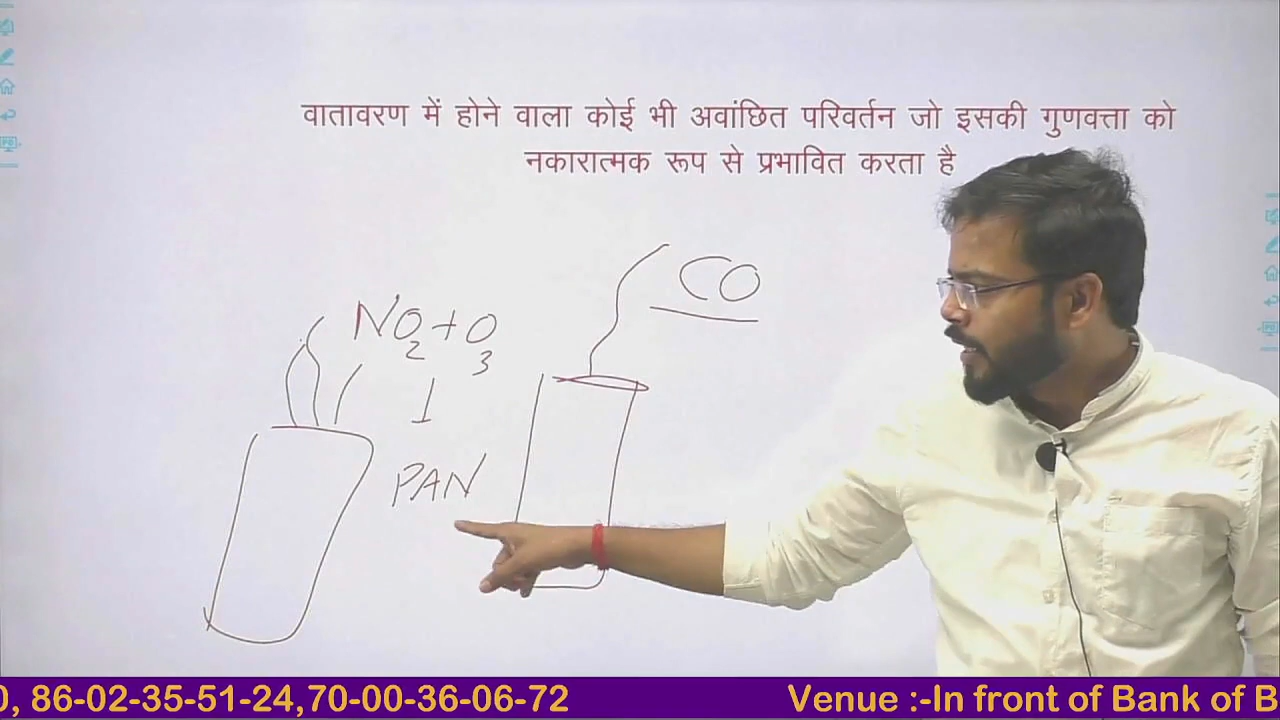 वातावरण में होने वाला कोई भी अवांछित परिवर्तन जो इसकी गुणवत्ता को
नकारात्मक रूप से प्रभावित करता है
CO
NO2+O3
PAN
0, 86-02-35-51-24,70-00-36-06-72 Venue :-In front of Bank of B